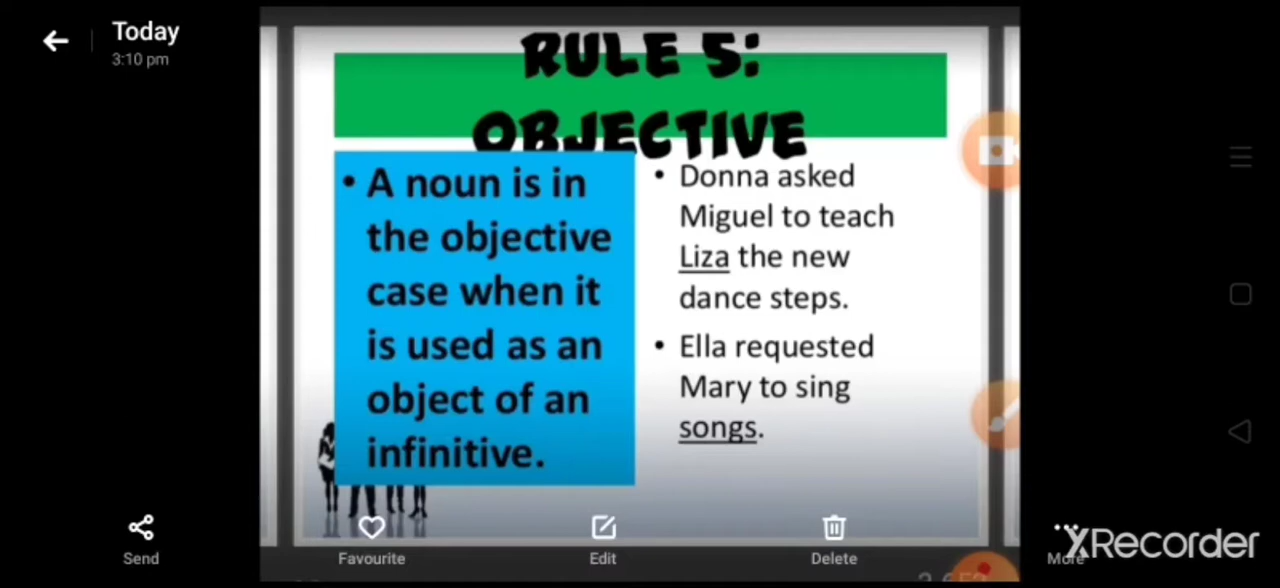 Today
3:10 pm
RULE 5:
OBJECTIVE
• A noun is in
the objective
case when it
is used as an
object of an
infinitive.
• Donna asked
Miguel to teach
Liza the new
dance steps.
• Ella requested
Mary to sing
songs.
Send
Favourite
Edit
Delete
More
XRecorder